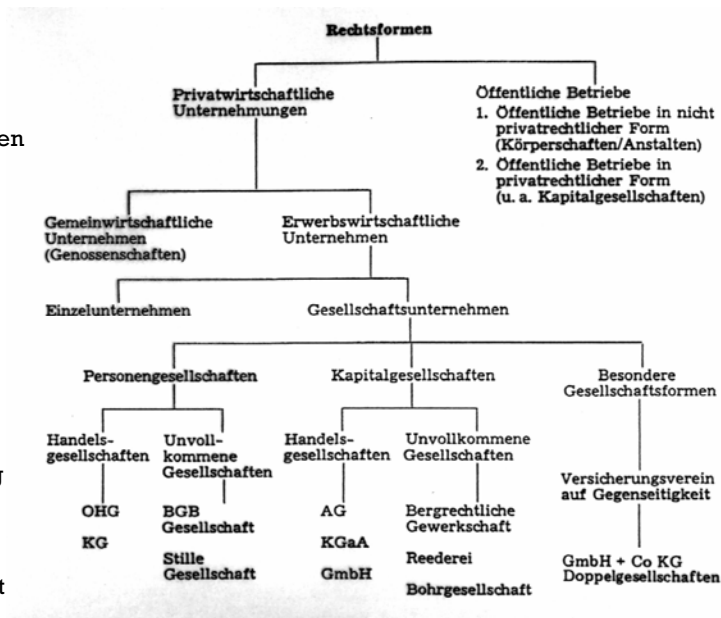 Rechtsformen
Privatwirtschaftliche
Unternehmungen
Öffentliche Betriebe
1. Öffentliche Betriebe in nicht
privatrechtlicher Form
(Körperschaften/Anstalten)
2. Öffentliche Betriebe in
privatrechtlicher Form
(u. a. Kapitalgesellschaften)
en
Gemeinwirtschaftliche
Unternehmen
(Genossenschaften)
Erwerbswirtschaftliche
Unternehmen
Einzelunternehmen
Gesellschaftsunternehmen
Personengesellschaften
Kapitalgesellschaften
Besondere
Gesellschaftsformen
Handels-
gesellschaften
Unvoll-
kommene
Gesellschaften
Handels-
gesellschaften
Unvollkommene
Gesellschaften
OHG
KG
BGB
Gesellschaft
Stille
Gesellschaft
AG
KGaA
GmbH
Bergrechtliche
Gewerkschaft
Reederei
Bohrgesellschaft
Versicherungsverein
auf Gegenseitigkeit
GmbH + Co KG
Doppelgesellschaften
t